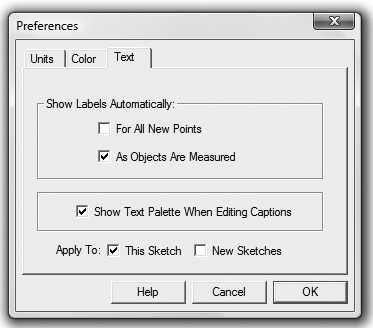 Preferences
Units Color Text
Show Labels Automatically:
For All New Points
As Objects Are Measured
Show Text Palette When Editing Captions
Apply To: This Sketch New Sketches
Help Cancel OK